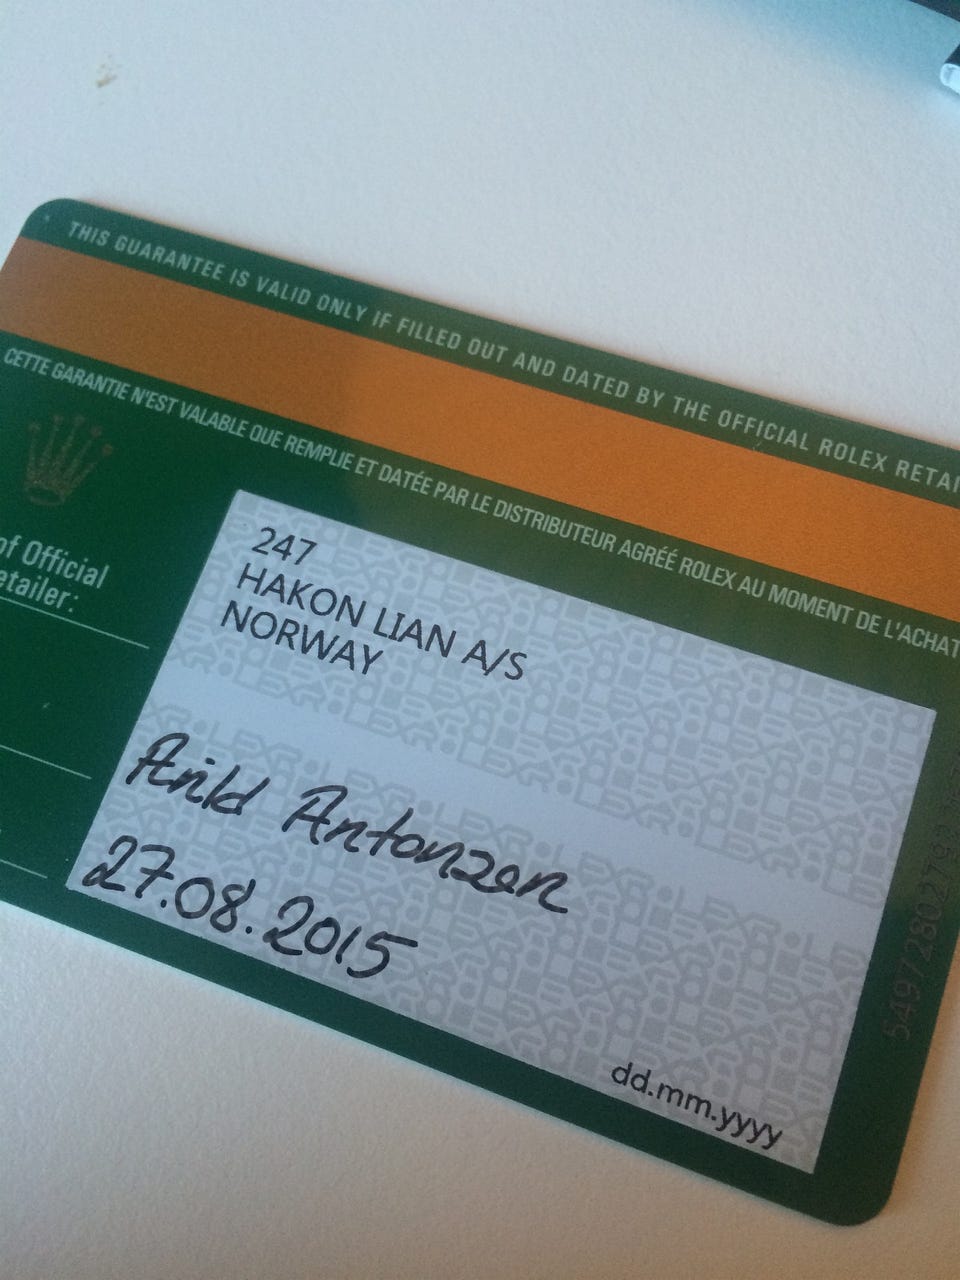 THIS GUARANTEE IS VALID ONLY IF FILLED OUT AND DATED BY THE OFFICIAL ROLEX RETAI
CETTE GARANTIE N'EST VALABLE QUE REMPLIE ET DATÉE PAR LE DISTRIBUTEUR AGRÉÉ ROLEX AU MOMENT DE L'ACHAT
of Official
etailer:
247
HAKON LIAN A/S
NORWAY
Arild Antonzen
27.08.2015
dd.mm.yyyy